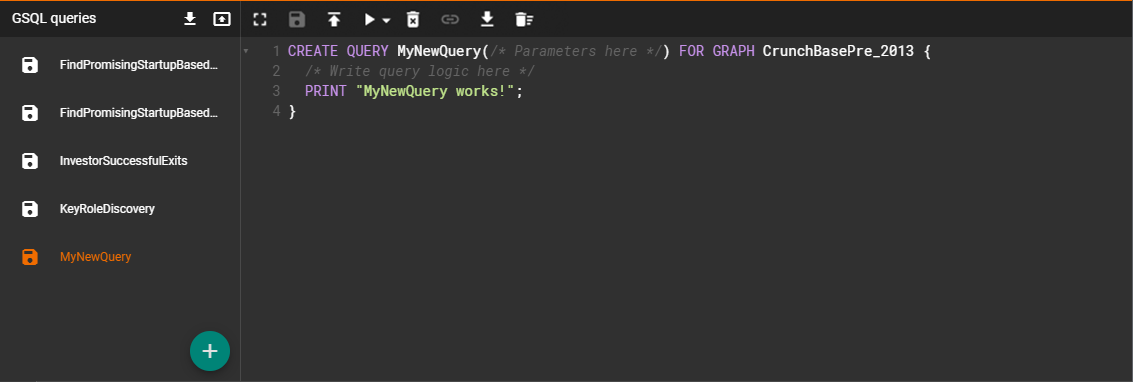 GSQL queries
FindPromisingStartupBased...
FindPromisingStartupBased...
InvestorSuccessfulExits
KeyRoleDiscovery
MyNewQuery
1 CREATE QUERY MyNewQuery(/* Parameters here */) FOR GRAPH CrunchBasePre_2013 {
2 /* Write query logic here */
3 PRINT "MyNewQuery works!";
4 }